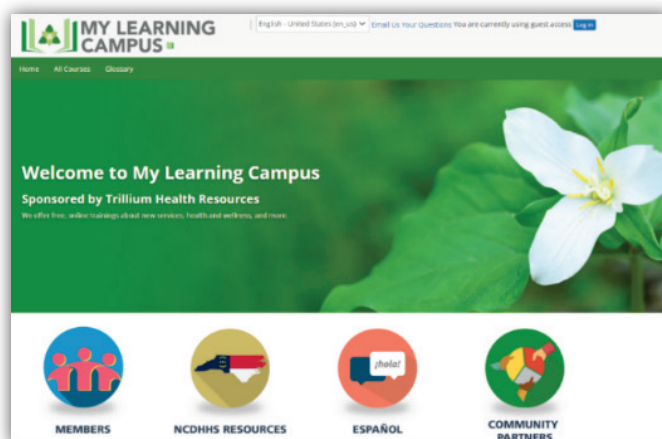 MY LEARNING
CAMPUS
English - United States (en_us) Email Us Your Questions You are currently using guest access Log in
Home All Courses Glossary
Welcome to My Learning Campus
Sponsored by Trillium Health Resources
We offer free, online trainings about new services, health and wellness, and more.
¡hola!
MEMBERS NCDHHS RESOURCES ESPAÑOL COMMUNITY
PARTNERS